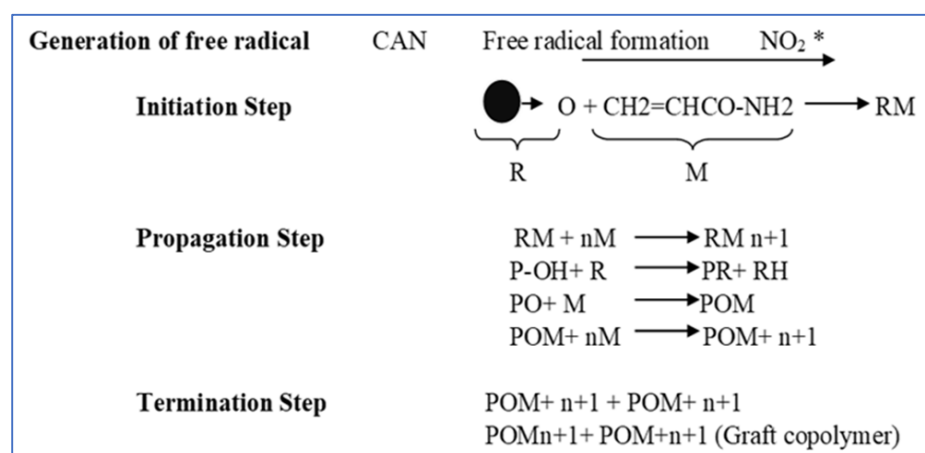 Generation of free radical CAN Free radical formation NO₂ *
Initiation Step O + CH2=CHCO-NH2 RM
R M
Propagation Step RM + nM RM n+1
P-OH+ R PR+ RH
PO+ M POM
POM+ nM POM+ n+1
Termination Step POM+ n+1 + POM+ n+1
POMn+1+ POM+n+1 (Graft copolymer)